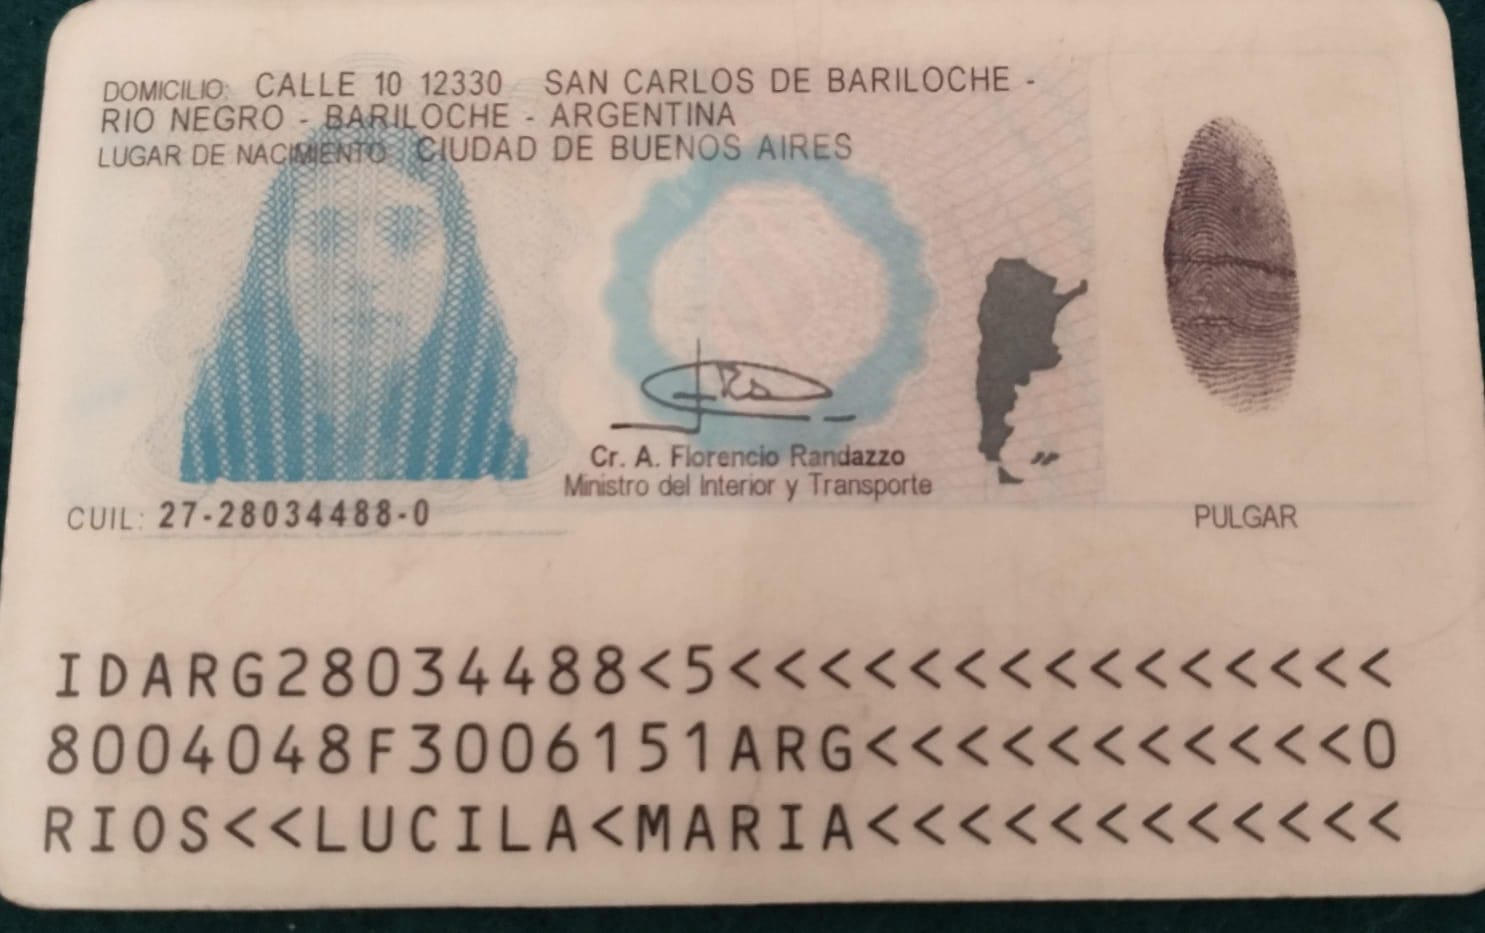 DOMICILIO: CALLE 10 12330 SAN CARLOS DE BARILOCHE -
RIO NEGRO - BARILOCHE - ARGENTINA
LUGAR DE NACIMIENTO: CIUDAD DE BUENOS AIRES
Cr. A. Florencio Randazzo
Ministro del Interior y Transporte
CUIL: 27-28034488-0
PULGAR
IDARG28034488<5<<<<<<<<<<<<<<<
8004048F3006151ARG<<<<<<<<<<<0
RIOS<<LUCILA<MARIA<<<<<<<<<<<<